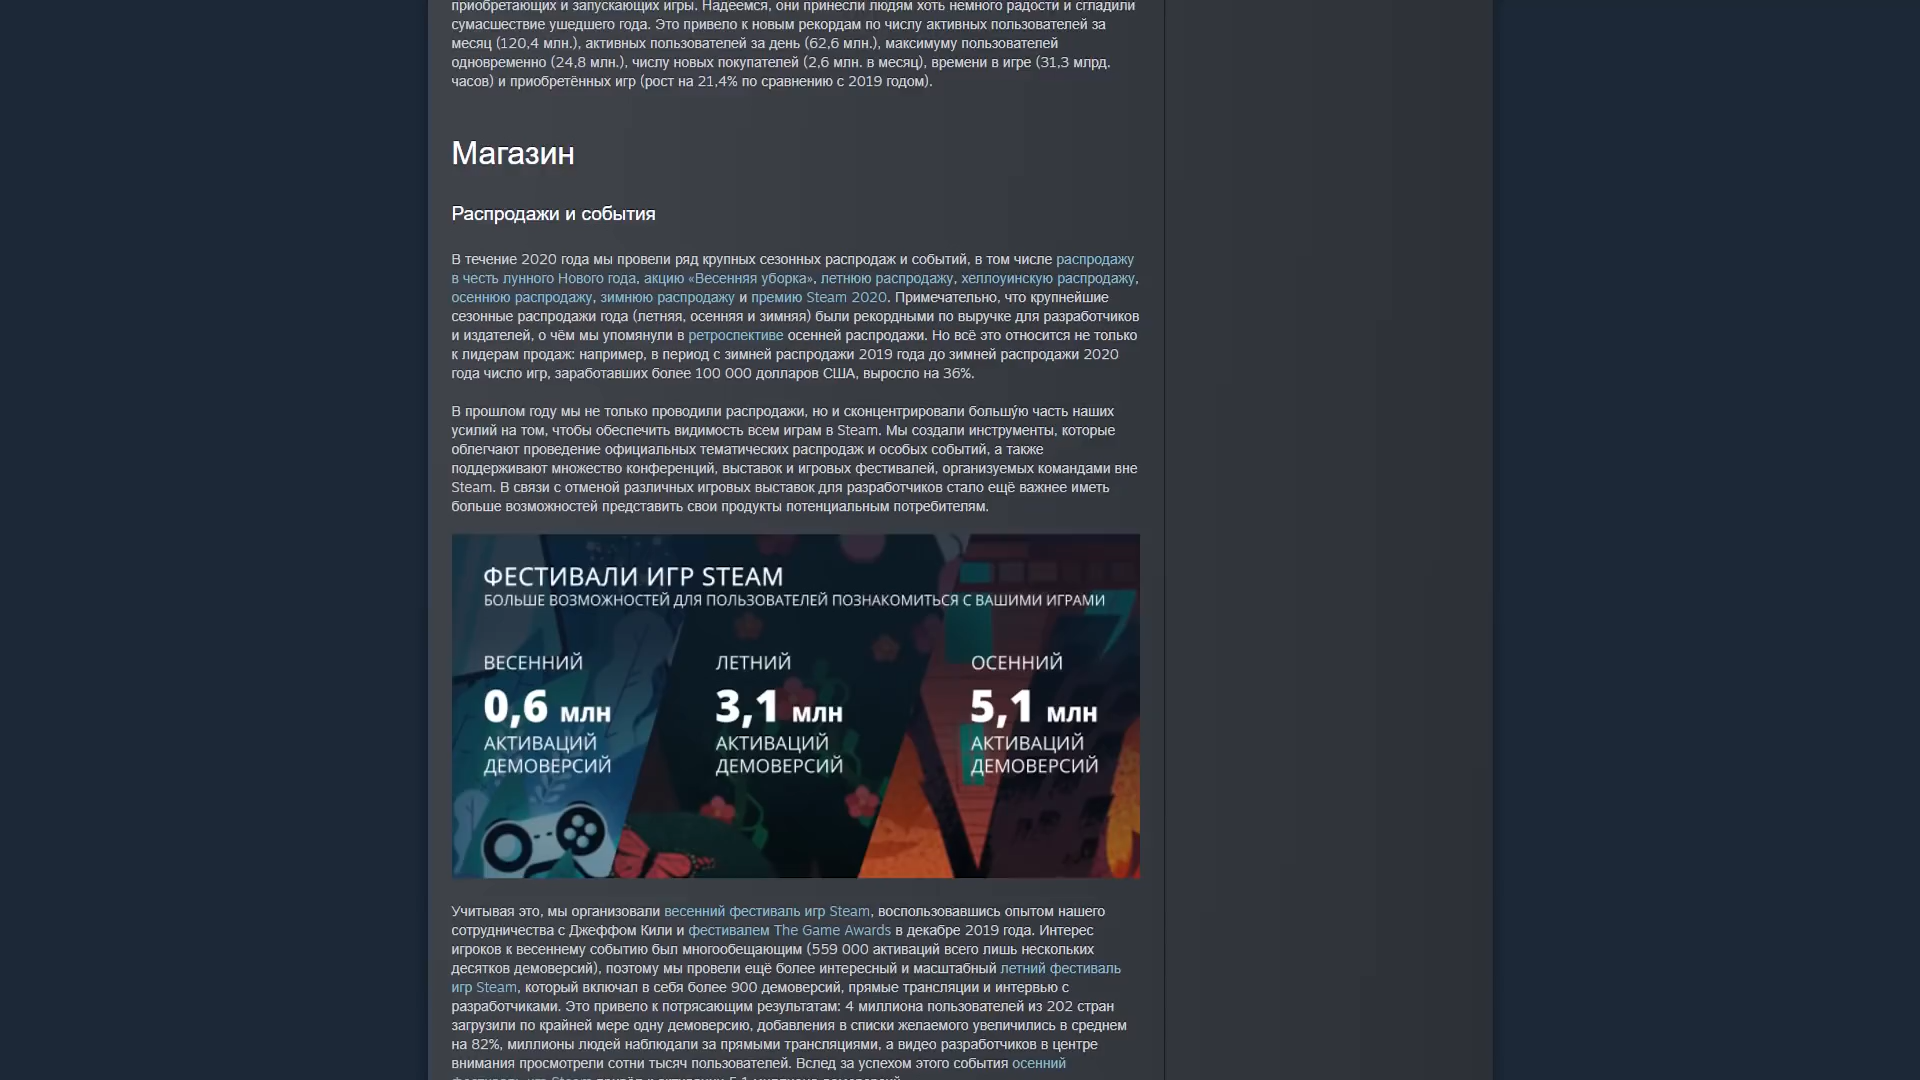 приобретающих и запускающих игры. Надеемся, они принесли людям хоть немного радости и сгладили
сумасшествие ушедшего года. Это привело к новым рекордам по числу активных пользователей за
месяц (120,4 млн.), активных пользователей за день (62,6 млн.), максимуму пользователей
одновременно (24,8 млн.), числу новых покупателей (2,6 млн. в месяц), времени в игре (31,3 млрд.
часов) и приобретённых игр (рост на 21,4% по сравнению с 2019 годом).
Магазин
Распродажи и события
В течение 2020 года мы провели ряд крупных сезонных распродаж и событий, в том числе распродажу
в честь лунного Нового года, акцию «Весенняя уборка», летнюю распродажу, хеллоуинскую распродажу,
осеннюю распродажу, зимнюю распродажу и премию Steam 2020. Примечательно, что крупнейшие
сезонные распродажи года (летняя, осенняя и зимняя) были рекордными по выручке для разработчиков
и издателей, о чём мы упомянули в ретроспективе осенней распродажи. Но всё это относится не только
к лидерам продаж: например, в период с зимней распродажи 2019 года до зимней распродажи 2020
года число игр, заработавших более 100 000 долларов США, выросло на 36%.
В прошлом году мы не только проводили распродажи, но и сконцентрировали большу́ю часть наших
усилий на том, чтобы обеспечить видимость всем играм в Steam. Мы создали инструменты, которые
облегчают проведение официальных тематических распродаж и особых событий, а также
поддерживают множество конференций, выставок и игровых фестивалей, организуемых командами вне
Steam. В связи с отменой различных игровых выставок для разработчиков стало ещё важнее иметь
больше возможностей представить свои продукты потенциальным потребителям.
ФЕСТИВАЛИ ИГР STEAM
БОЛЬШЕ ВОЗМОЖНОСТЕЙ ДЛЯ ПОЛЬЗОВАТЕЛЕЙ ПОЗНАКОМИТЬСЯ С ВАШИМИ ИГРАМИ
ВЕСЕННИЙ
0,6 млн
АКТИВАЦИЙ
ДЕМОВЕРСИЙ
ЛЕТНИЙ
3,1 млн
АКТИВАЦИЙ
ДЕМОВЕРСИЙ
ОСЕННИЙ
5,1 млн
АКТИВАЦИЙ
ДЕМОВЕРСИЙ
Учитывая это, мы организовали весенний фестиваль игр Steam, воспользовавшись опытом нашего
сотрудничества с Джеффом Кили и фестивалем The Game Awards в декабре 2019 года. Интерес
игроков к весеннему событию был многообещающим (559 000 активаций всего лишь нескольких
десятков демоверсий), поэтому мы провели ещё более интересный и масштабный летний фестиваль
игр Steam, который включал в себя более 900 демоверсий, прямые трансляции и интервью с
разработчиками. Это привело к потрясающим результатам: 4 миллиона пользователей из 202 стран
загрузили по крайней мере одну демоверсию, добавления в списки желаемого увеличились в среднем
на 82%, миллионы людей наблюдали за прямыми трансляциями, а видео разработчиков в центре
внимания просмотрели сотни тысяч пользователей. Вслед за успехом этого события осенний